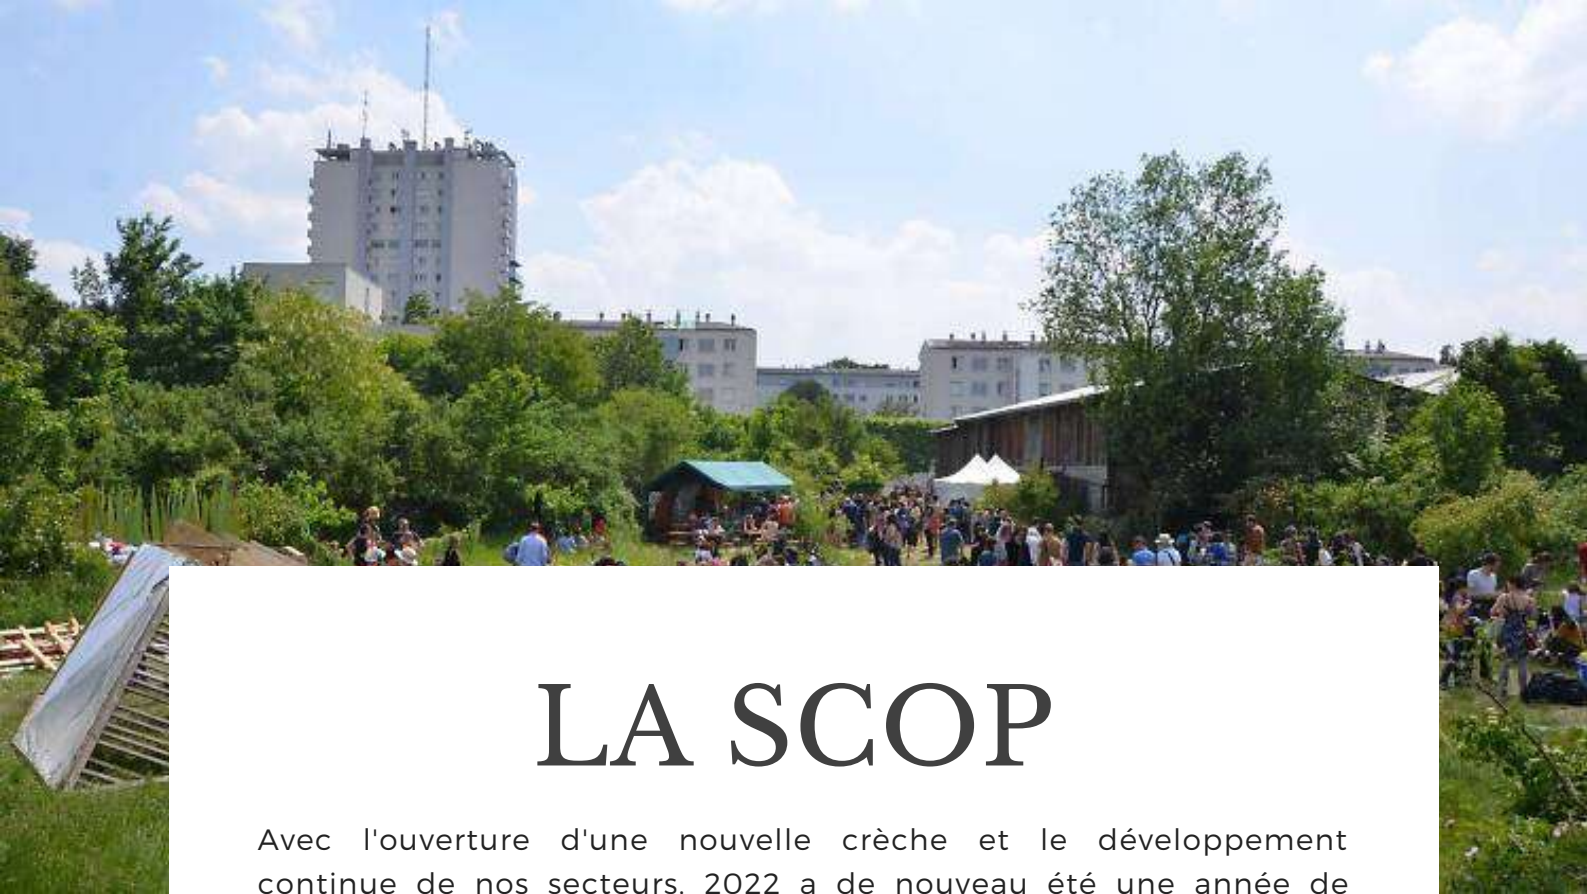 LA SCOP
Avec l'ouverture d'une nouvelle crèche et le développement
continue de nos secteurs, 2022 a de nouveau été une année de